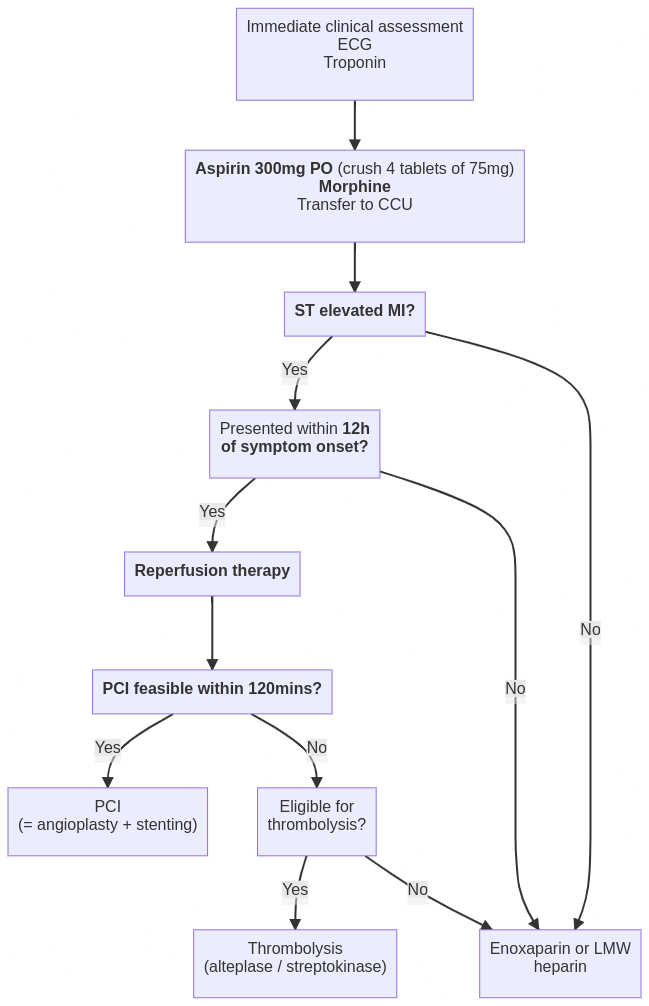 Immediate clinical assessment
ECG
Troponin
Aspirin 300mg PO (crush 4 tablets of 75mg)
Morphine
Transfer to CCU
ST elevated MI?
Yes
Presented within 12h
of symptom onset?
Yes
Reperfusion therapy
No
PCI feasible within 120mins?
No
Yes
No
PCI
(= angioplasty + stenting)
Eligible for
thrombolysis?
Yes
No
Thrombolysis
(alteplase / streptokinase)
Enoxaparin or LMW
heparin